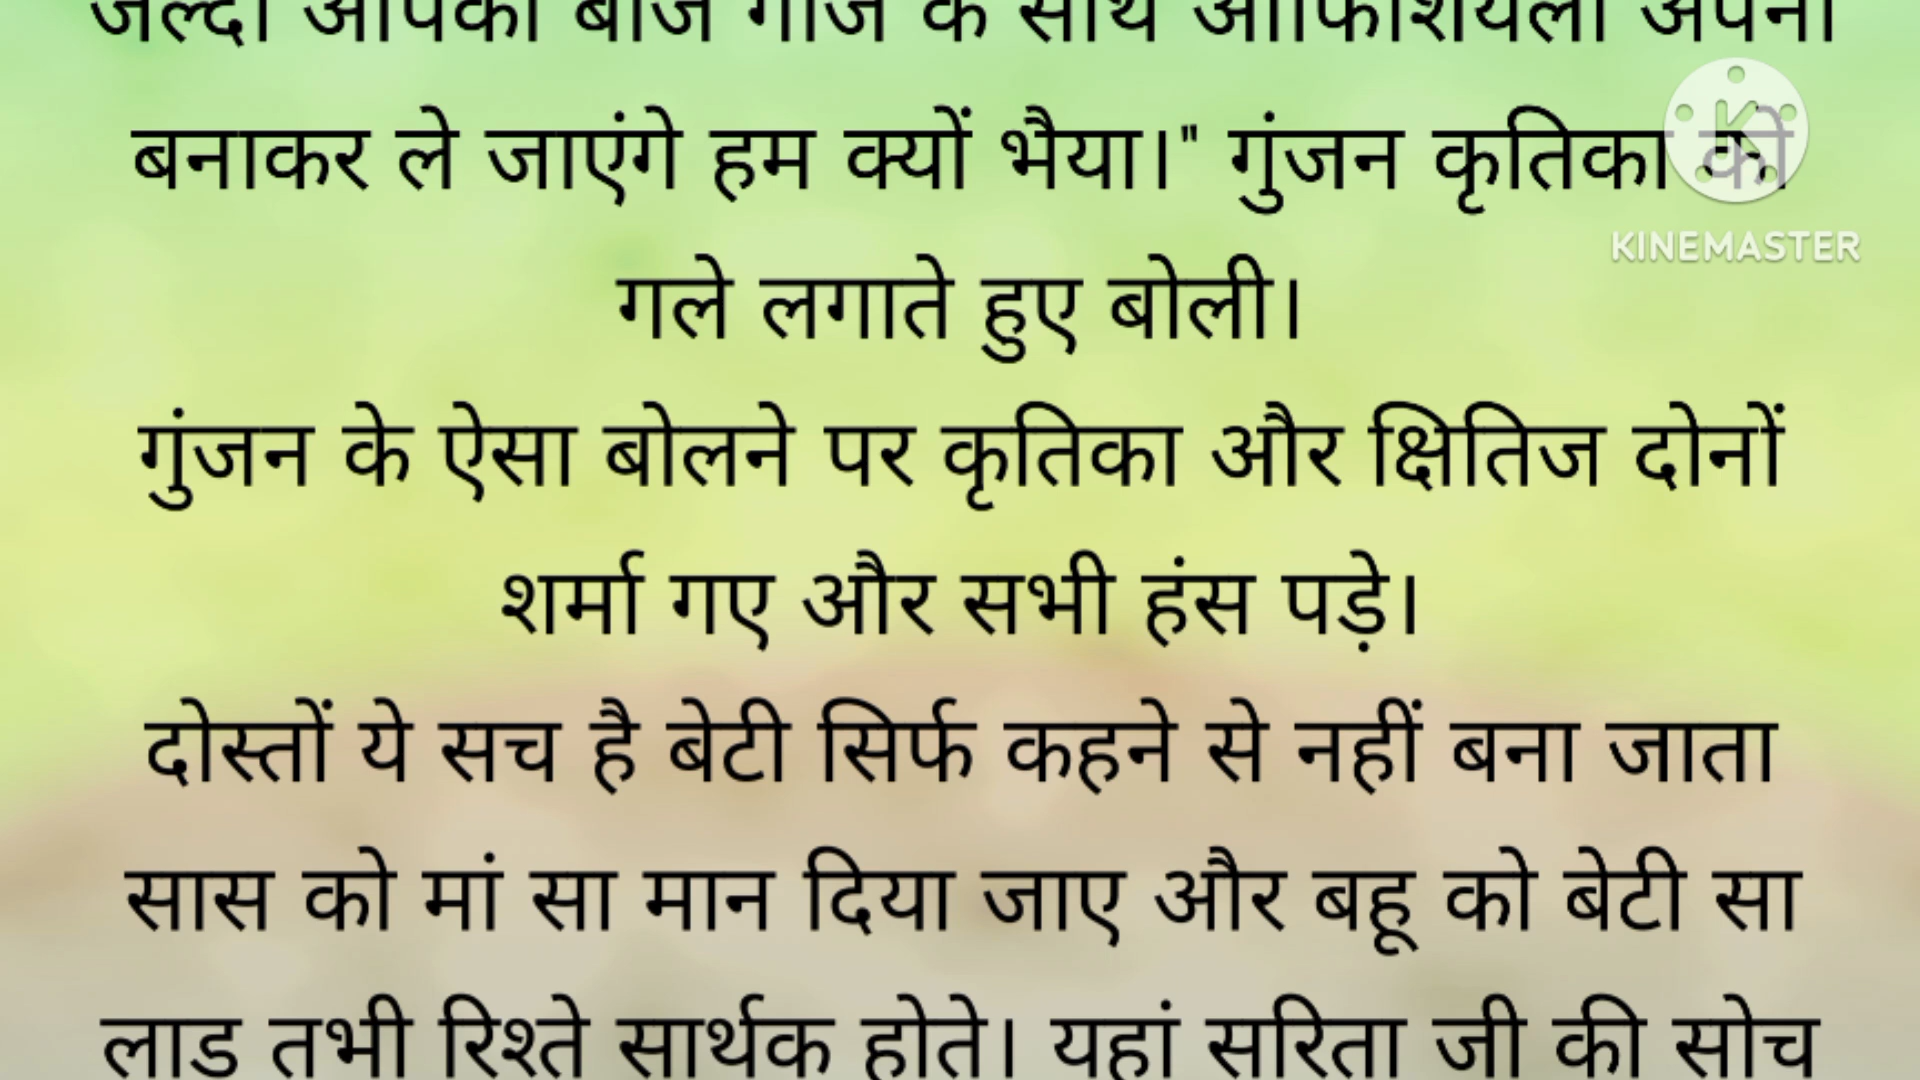 जल्दी आपको बाजे गाजे के साथ ऑफिशियली अपनी
बनाकर ले जाएंगे हम क्यों भैया।" गुंजन कृतिका को
KINEMASTER
गले लगाते हुए बोली।
गुंजन के ऐसा बोलने पर कृतिका और क्षितिज दोनों
शर्मा गए और सभी हंस पड़े।
दोस्तों ये सच है बेटी सिर्फ कहने से नहीं बना जाता
सास को मां सा मान दिया जाए और बहू को बेटी सा
लाड तभी रिश्ते सार्थक होते। यहां सरिता जी की सोच